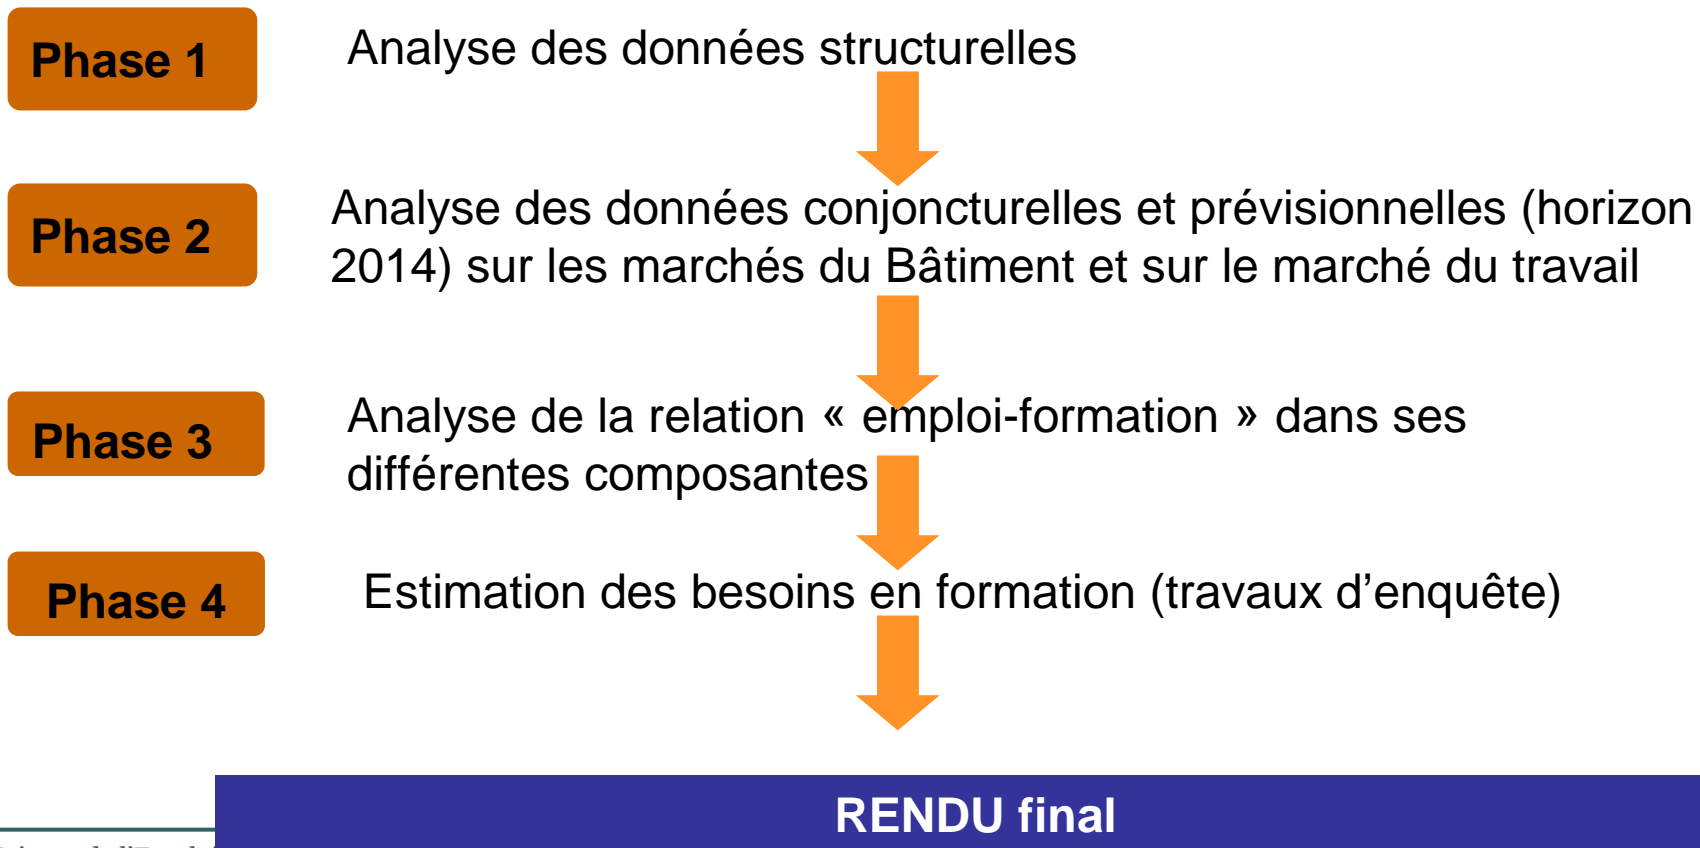 Phase 1
Analyse des données structurelles
Phase 2
Analyse des données conjoncturelles et prévisionnelles (horizon
2014) sur les marchés du Bâtiment et sur le marché du travail
Phase 3
Analyse de la relation « emploi-formation » dans ses
différentes composantes
Phase 4
Estimation des besoins en formation (travaux d’enquête)
RENDU final